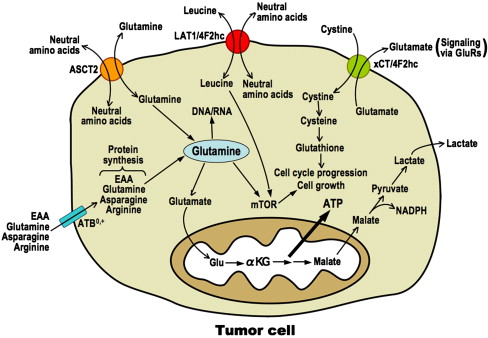 Leucine
Neutral
amino acids
LAT1/4F2hc
Neutral
amino acids
Glutamine
ASCT2
Cystine
Glutamate
(Signaling
via GluRs)
xCT/4F2hc
Leucine
Neutral
amino acids
Neutral
amino acids
Glutamine
DNA/RNA
Cystine
Glutamate
Cysteine
Glutathione
Cell cycle progression
Cell growth
Protein
synthesis
EAA
Glutamine
Asparagine
Arginine
Glutamine
Lactate
Lactate
Pyruvate
NADPH
Malate
mTOR
ATP
Glutamate
EAA
Glutamine
Asparagine
Arginine
ATB0,+
Glu
αKG
Malate
Tumor cell